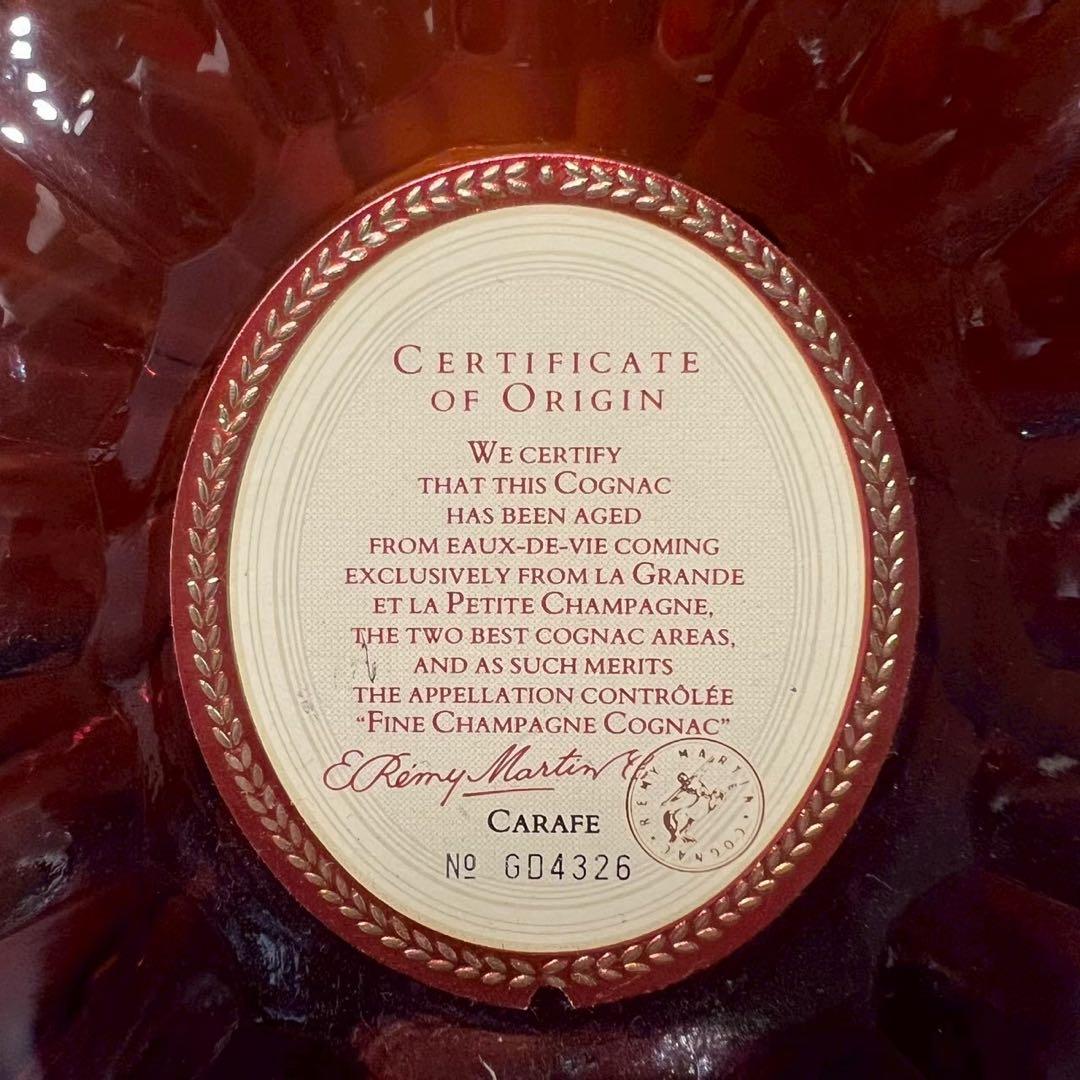 CERTIFICATE
OF ORIGIN
WE CERTIFY
THAT THIS COGNAC
HAS BEEN AGED
FROM EAUX-DE-VIE COMING
EXCLUSIVELY FROM LA GRANDE
ET LA PETITE CHAMPAGNE,
THE TWO BEST COGNAC AREAS,
AND AS SUCH MERITS
THE APPELLATION CONTRÔLÉE
“FINE CHAMPAGNE COGNAC”
E. Rémy Martin & C
REMY MARTIN · COGNAC ·
CARAFE
Nº GD4326